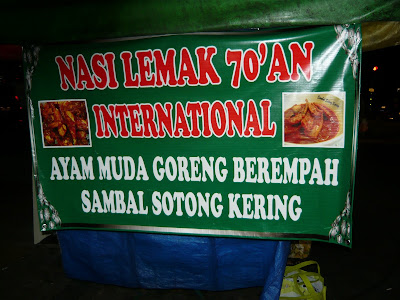 NASI LEMAK 70'AN
INTERNATIONAL
AYAM MUDA GORENG BEREMPAH
SAMBAL SOTONG KERING